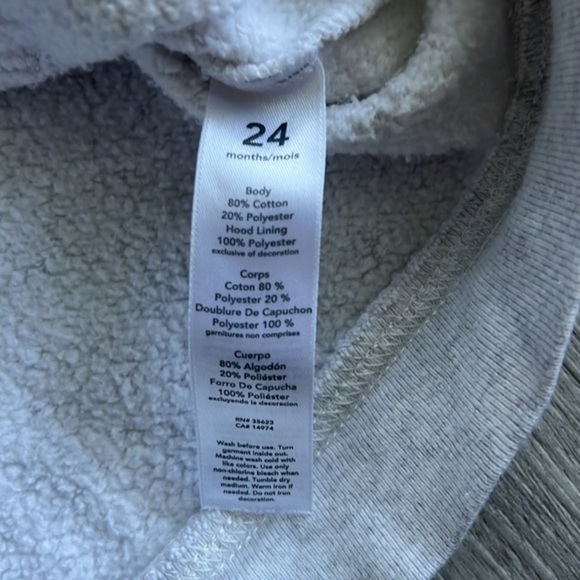 24
months/mois
Body
80% Cotton
20% Polyester
Hood Lining
100% Polyester
exclusive of decoration
Corps
Coton 80 %
Polyester 20 %
Doublure De Capuchon
Polyester 100 %
garnitures non comprises
Cuerpo
80% Algodón
20% Poliéster
Forro De Capucha
100% Poliéster
excluyendo la decoracion
RN# 35623
CA# 14974
Wash before use. Turn
garment inside out.
Machine wash cold with
like colors. Use only
non-chlorine bleach when
needed. Tumble dry
medium. Warm iron if
needed. Do not iron
decoration.